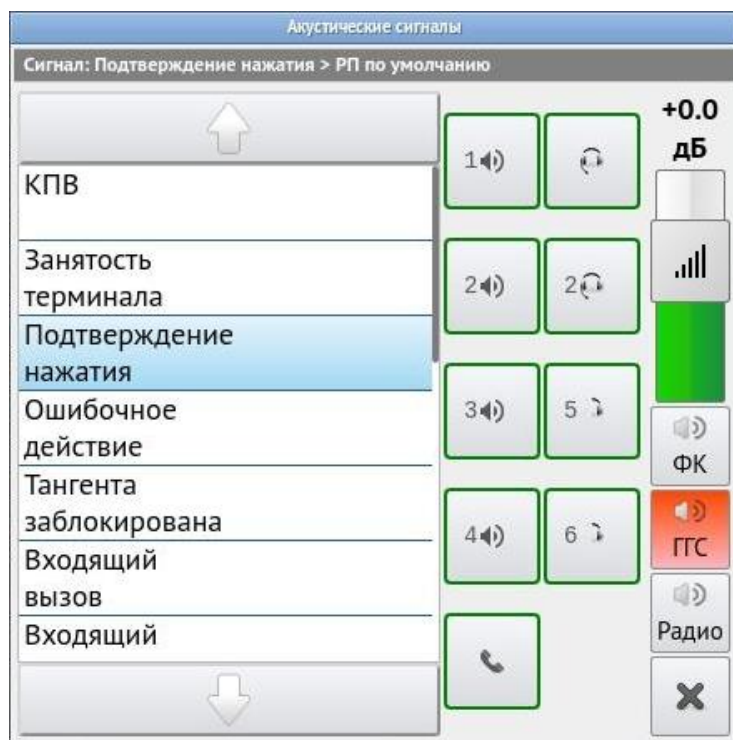 Акустические сигналы
Сигнал: Подтверждение нажатия > РП по умолчанию
КПВ
Занятость
терминала
Подтверждение
нажатия
Ошибочное
действие
Тангента
заблокирована
Входящий
вызов
Входящий
1
2
2
3
5
4
6
+0.0
дБ
ФК
ГГС
Радио